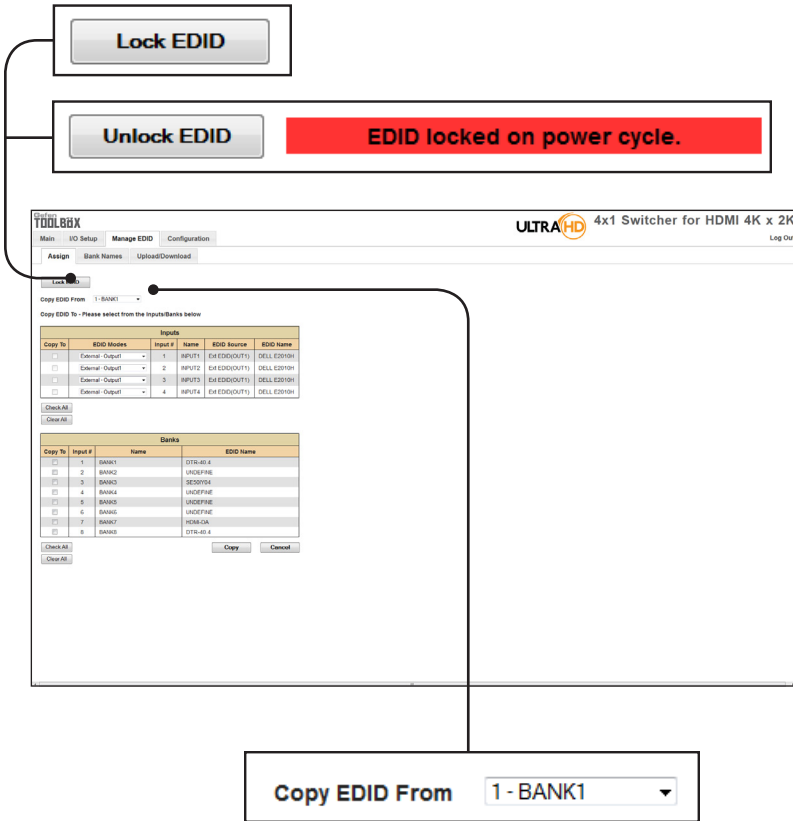 Lock EDID
Unlock EDID EDID locked on power cycle.
Gefen
TOOLBOX
ULTRA HD 4x1 Switcher for HDMI 4K x 2K
Main I/O Setup Manage EDID Configuration Log Out
Assign Bank Names Upload/Download
Lock EDID
Copy EDID From 1 - BANK1
Copy EDID To - Please select from the Inputs/Banks below
Inputs
Copy To EDID Modes Input # Name EDID Source EDID Name
External - Output1 1 INPUT1 Ext EDID(OUT1) DELL E2010H
External - Output1 2 INPUT2 Ext EDID(OUT1) DELL E2010H
External - Output1 3 INPUT3 Ext EDID(OUT1) DELL E2010H
External - Output1 4 INPUT4 Ext EDID(OUT1) DELL E2010H
Check All
Clear All
Banks
Copy To Input # Name EDID Name
1 BANK1 DTR-40.4
2 BANK2 UNDEFINE
3 BANK3 SE50IY04
4 BANK4 UNDEFINE
5 BANK5 UNDEFINE
6 BANK6 UNDEFINE
7 BANK7 HDMI-DA
8 BANK8 DTR-40.4
Check All Copy Cancel
Clear All
Copy EDID From 1 - BANK1